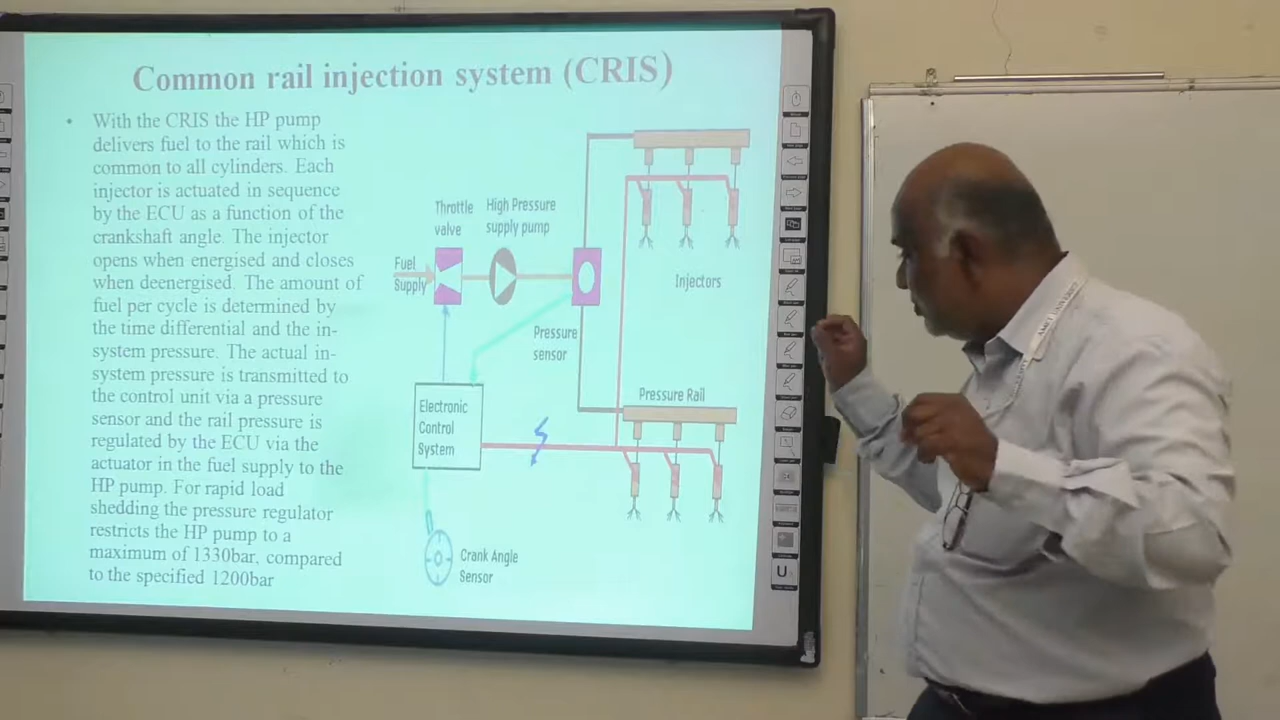 Common rail injection system (CRIS)
• With the CRIS the HP pump
delivers fuel to the rail which is
common to all cylinders. Each
injector is actuated in sequence
by the ECU as a function of the
crankshaft angle. The injector
opens when energised and closes
when deenergised. The amount of
fuel per cycle is determined by
the time differential and the in-
system pressure. The actual in-
system pressure is transmitted to
the control unit via a pressure
sensor and the rail pressure is
regulated by the ECU via the
actuator in the fuel supply to the
HP pump. For rapid load
shedding the pressure regulator
restricts the HP pump to a
maximum of 1330bar, compared
to the specified 1200bar
Throttle
valve
High Pressure
supply pump
Fuel
Supply
Injectors
Pressure
sensor
Pressure Rail
Electronic
Control
System
Crank Angle
Sensor
AMET UNIVERSITY